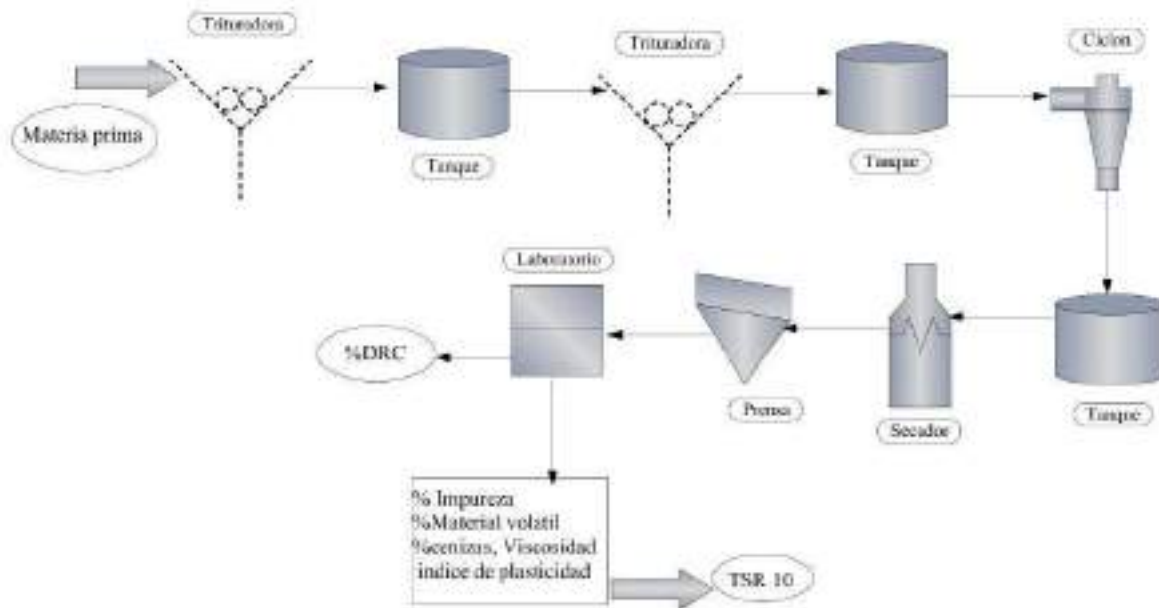 Trituradora
Trituradora
Ciclon
Materia prima
Tanque
Tanque
Laboratorio
%DRC
Prensa
Secador
Tanque
% Impureza
%Material volatil
%cenizas, Viscosidad
indice de plasticidad
TSR 10